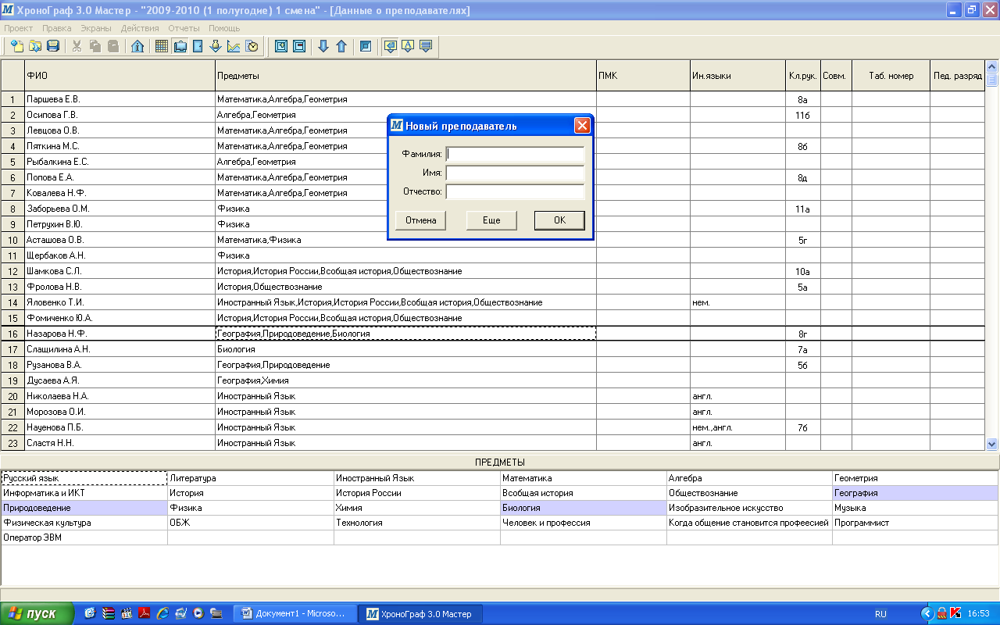 ХроноГраф 3.0 Мастер - "2009-2010 (1 полугодие) 1 смена" - [Данные о преподавателях]
Проект Правка Экраны Действия Отчеты Помощь
ФИО Предметы ПМК Ин.языки Кл.рук. Совм. Таб. номер Пед. разряд
1 Паршева Е.В. Математика,Алгебра,Геометрия 8а
2 Осипова Г.В. Алгебра,Геометрия 11б
3 Левцова О.В. Математика,Алгебра,Геометрия
4 Пяткина М.С. Математика,Алгебра,Геометрия 8б
5 Рыбалкина Е.С. Алгебра,Геометрия
6 Попова Е.А. Математика,Алгебра,Геометрия 8д
7 Ковалева Н.Ф. Математика,Алгебра,Геометрия
8 Заборьева О.М. Физика 11а
9 Петрухин В.Ю. Физика
10 Асташова О.В. Математика,Физика 5г
11 Щербаков А.Н. Физика
12 Шамкова С.Л. История,История России,Всобщая история,Обществознание 10а
13 Фролова Н.В. История,Обществознание 5а
14 Яловенко Т.И. Иностранный Язык,История,История России,Всобщая история,Обществознание нем.
15 Фомиченко Ю.А. История,История России,Всобщая история,Обществознание
16 Назарова Н.Ф. География,Природоведение,Биология 8г
17 Слащилина А.Н. Биология 7а
18 Рузанова В.А. География,Природоведение 5б
19 Дусаева А.Я. География,Химия
20 Николаева Н.А. Иностранный Язык англ.
21 Морозова О.И. Иностранный Язык англ.
22 Науенова П.Б. Иностранный Язык нем.,англ. 7б
23 Сластя Н.Н. Иностранный Язык англ.
Новый преподаватель
Фамилия:
Имя:
Отчество:
Отмена Еще OK
ПРЕДМЕТЫ
Русский язык Литература Иностранный Язык Математика Алгебра Геометрия
Информатика и ИКТ История История России Всобщая история Обществознание География
Природоведение Физика Химия Биология Изобразительное искусство Музыка
Физическая культура ОБЖ Технология Человек и профессия Когда общение становится профеесией Программист
Оператор ЭВМ
пуск Документ1 - Microso... ХроноГраф 3.0 Мастер RU 16:53